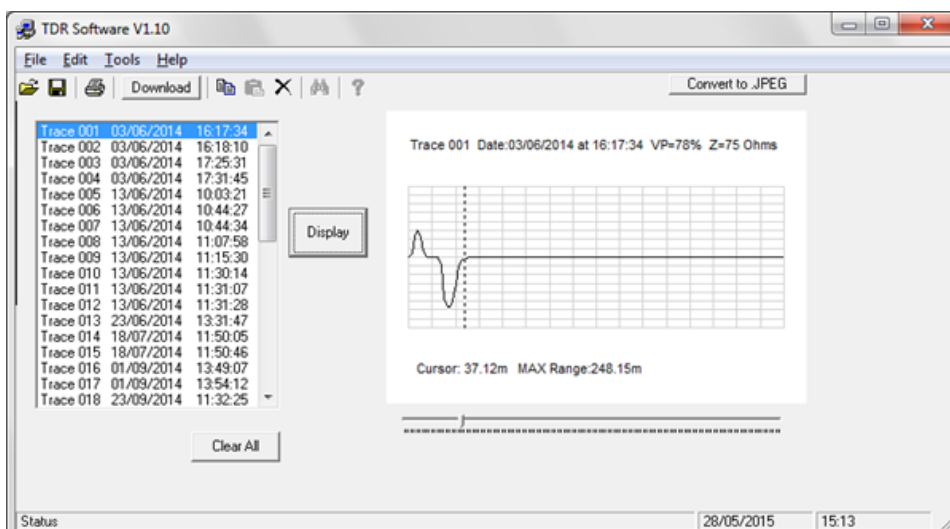 TDR Software V1.10
File Edit Tools Help
Download
Convert to .JPEG
Trace 001 03/06/2014 16:17:34
Trace 002 03/06/2014 16:18:10
Trace 003 03/06/2014 17:25:31
Trace 004 03/06/2014 17:31:45
Trace 005 13/06/2014 10:03:21
Trace 006 13/06/2014 10:44:27
Trace 007 13/06/2014 10:44:34
Trace 008 13/06/2014 11:07:58
Trace 009 13/06/2014 11:15:30
Trace 010 13/06/2014 11:30:14
Trace 011 13/06/2014 11:31:07
Trace 012 13/06/2014 11:31:28
Trace 013 23/06/2014 13:31:47
Trace 014 18/07/2014 11:50:05
Trace 015 18/07/2014 11:50:46
Trace 016 01/09/2014 13:49:07
Trace 017 01/09/2014 13:54:12
Trace 018 23/09/2014 11:32:25
Display
Clear All
Trace 001 Date:03/06/2014 at 16:17:34 VP=78% Z=75 Ohms
Cursor: 37.12m MAX Range:248.15m
Status
28/05/2015
15:13